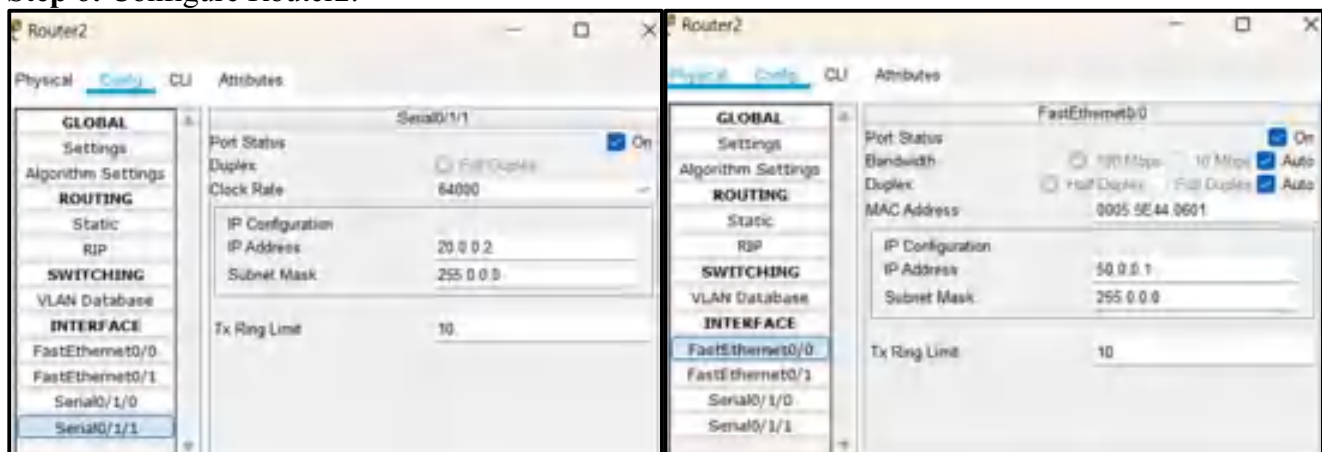 Step 6: Configure Router2:
Router2
Physical Config CLI Attributes
GLOBAL
Settings
Algorithm Settings
ROUTING
Static
RIP
SWITCHING
VLAN Database
INTERFACE
FastEthernet0/0
FastEthernet0/1
Serial0/1/0
Serial0/1/1
Serial0/1/1
Port Status On
Duplex Full Duplex
Clock Rate 64000
IP Configuration
IP Address 20.0.0.2
Subnet Mask 255.0.0.0
Tx Ring Limit 10
Router2
Physical Config CLI Attributes
GLOBAL
Settings
Algorithm Settings
ROUTING
Static
RIP
SWITCHING
VLAN Database
INTERFACE
FastEthernet0/0
FastEthernet0/1
Serial0/1/0
Serial0/1/1
FastEthernet0/0
Port Status On
Bandwidth 100 Mbps 10 Mbps Auto
Duplex Half Duplex Full Duplex Auto
MAC Address 0005.5E44.0601
IP Configuration
IP Address 50.0.0.1
Subnet Mask 255.0.0.0
Tx Ring Limit 10